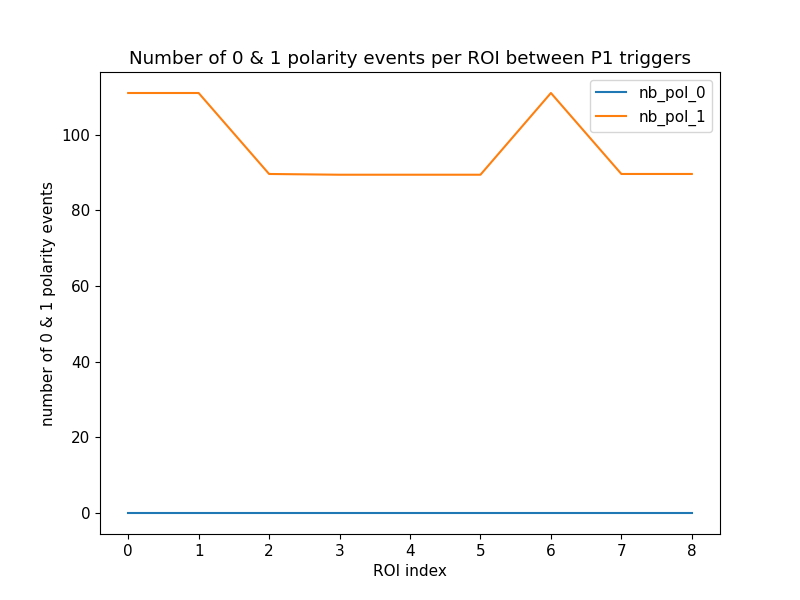 Number of 0 & 1 polarity events per ROI between P1 triggers
nb_pol_0
nb_pol_1
number of 0 & 1 polarity events
100
80
60
40
20
0
0 1 2 3 4 5 6 7 8
ROI index